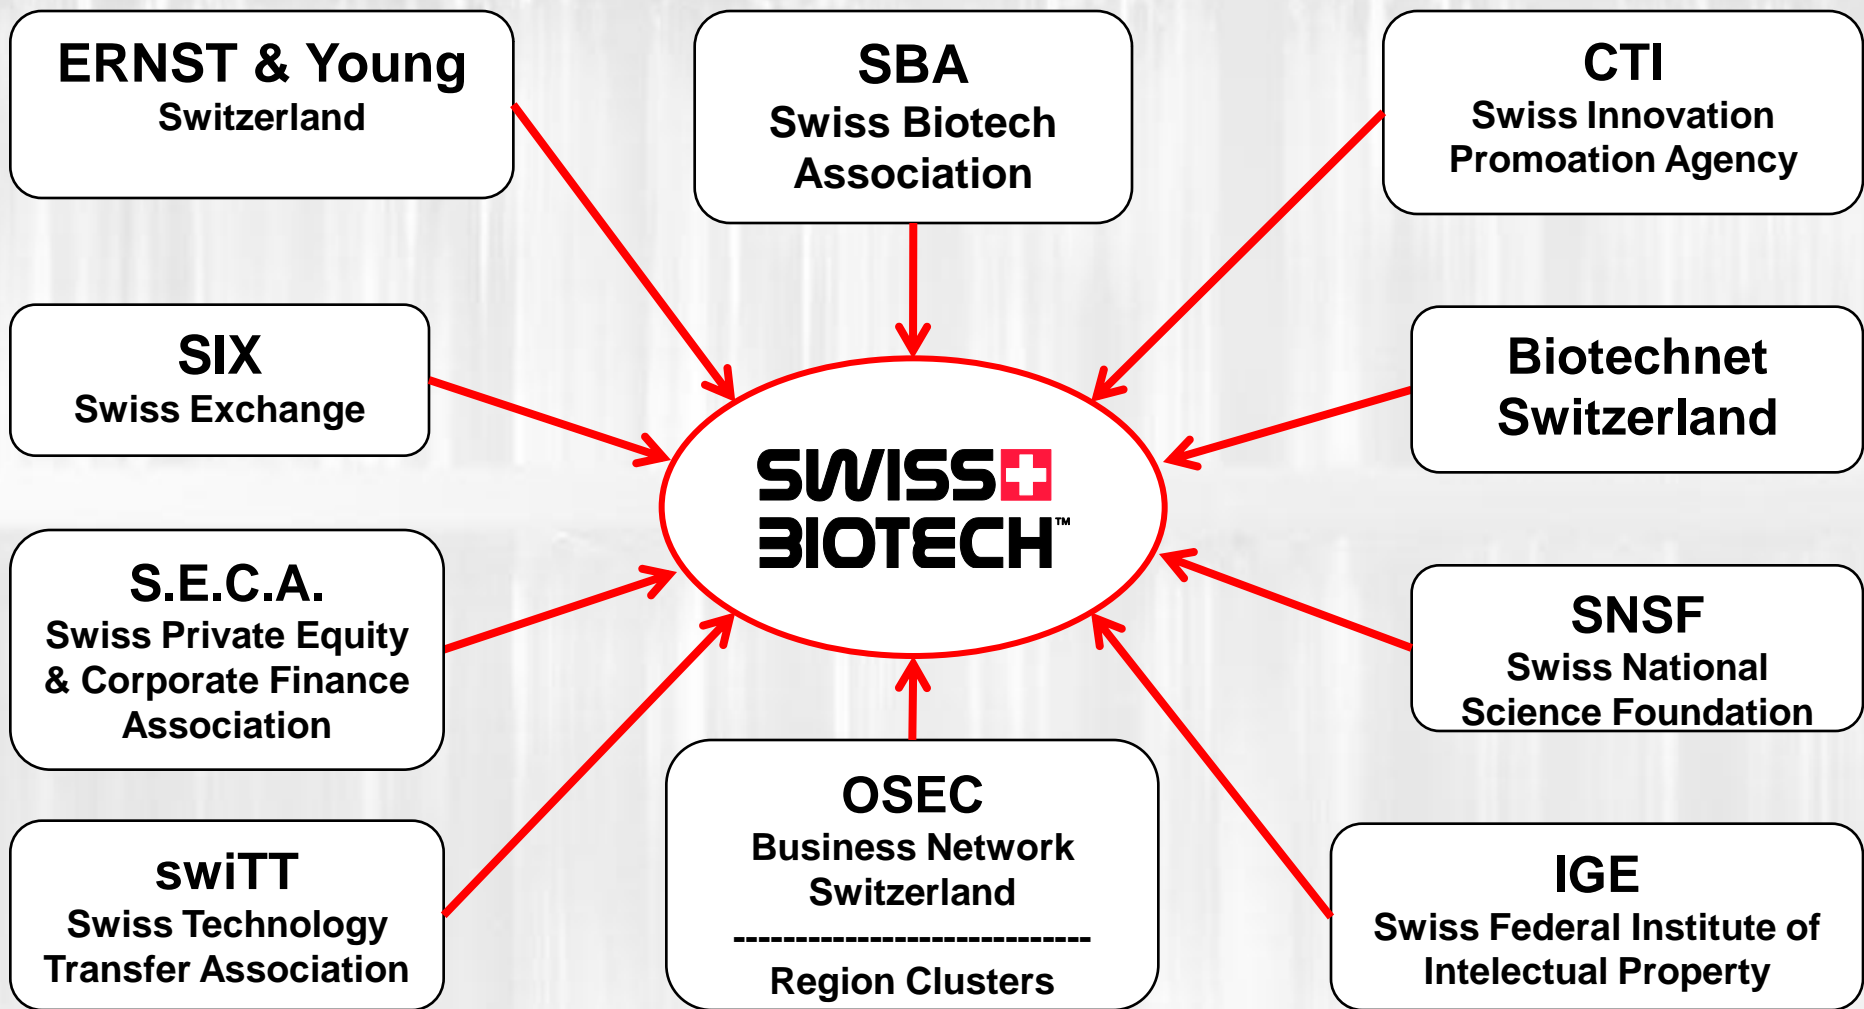 ERNST & Young
Switzerland
SBA
Swiss Biotech
Association
CTI
Swiss Innovation
Promoation Agency
SIX
Swiss Exchange
Biotechnet
Switzerland
SWISS
BIOTECH™
S.E.C.A.
Swiss Private Equity
& Corporate Finance
Association
SNSF
Swiss National
Science Foundation
swiTT
Swiss Technology
Transfer Association
OSEC
Business Network
Switzerland
-----------------------------
Region Clusters
IGE
Swiss Federal Institute of
Intelectual Property